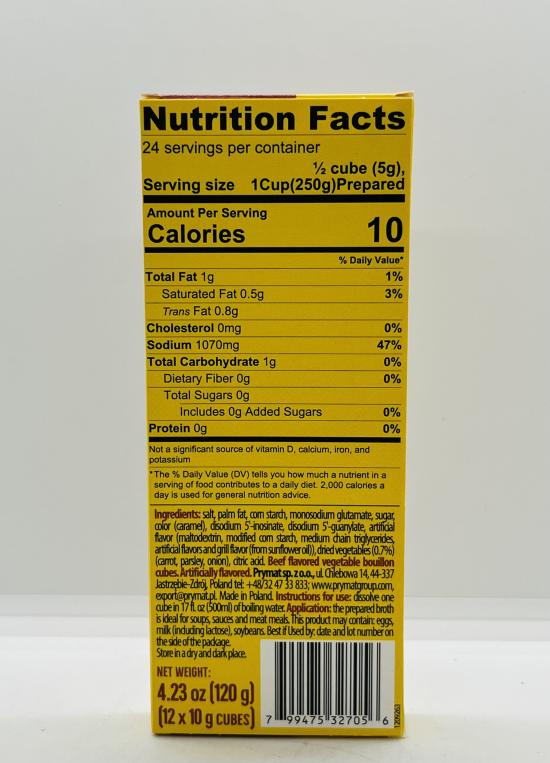 Nutrition Facts
24 servings per container
½ cube (5g),
Serving size 1Cup(250g)Prepared
Amount Per Serving
Calories 10
% Daily Value*
Total Fat 1g 1%
Saturated Fat 0.5g 3%
Trans Fat 0.8g
Cholesterol 0mg 0%
Sodium 1070mg 47%
Total Carbohydrate 1g 0%
Dietary Fiber 0g 0%
Total Sugars 0g
Includes 0g Added Sugars 0%
Protein 0g 0%
Not a significant source of vitamin D, calcium, iron, and
potassium
*The % Daily Value (DV) tells you how much a nutrient in a
serving of food contributes to a daily diet. 2,000 calories a
day is used for general nutrition advice.
Ingredients: salt, palm fat, corn starch, monosodium glutamate, sugar,
color (caramel), disodium 5'-inosinate, disodium 5'-guanylate, artificial
flavor (maltodextrin, modified corn starch, medium chain triglycerides,
artificial flavors and grill flavor (from sunflower oil)), dried vegetables (0.7%)
(carrot, parsley, onion), citric acid. Beef flavored vegetable bouillon
cubes. Artificially flavored. Prymat sp. z o.o., ul. Chlebowa 14, 44-337
Jastrzębie-Zdrój, Poland tel: +48/32 47 33 833; www.prymatgroup.com,
export@prymat.pl. Made in Poland. Instructions for use: dissolve one
cube in 17 fl. oz (500ml) of boiling water. Application: the prepared broth
is ideal for soups, sauces and meat meals. This product may contain: eggs,
milk (including lactose), soybeans. Best if Used by: date and lot number on
the side of the package.
Store in a dry and dark place.
NET WEIGHT:
4.23 oz (120 g)
(12 x 10 g CUBES)
7 99475 32705 6
1209263